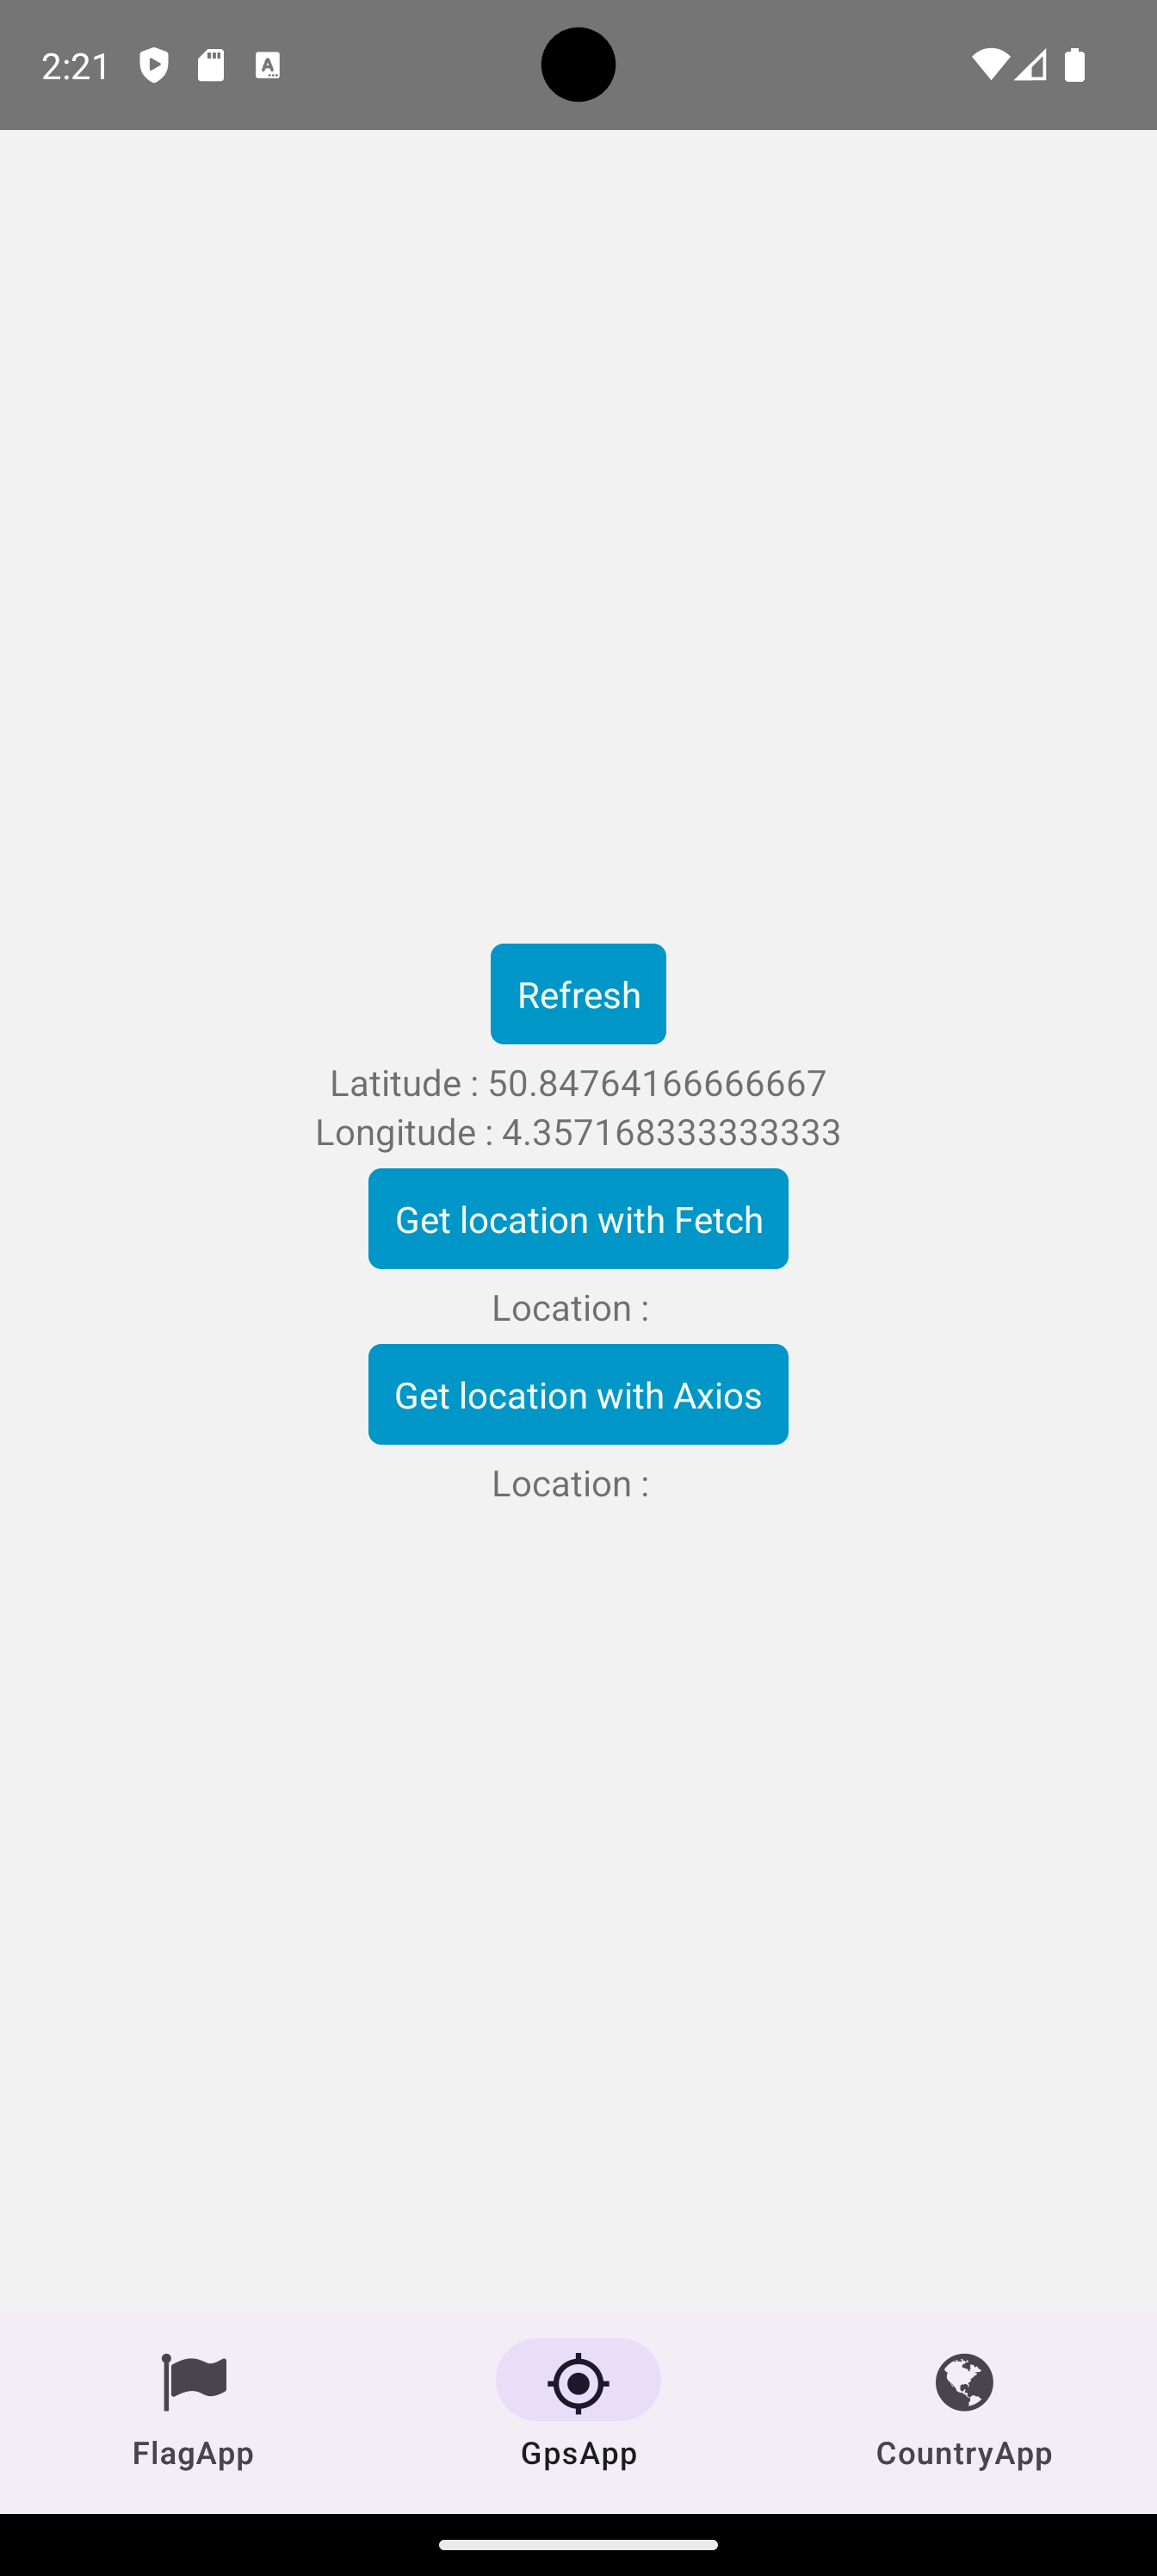 2:21
Refresh
Latitude : 50.84764166666667
Longitude : 4.357168333333333
Get location with Fetch
Location :
Get location with Axios
Location :
FlagApp GpsApp CountryApp